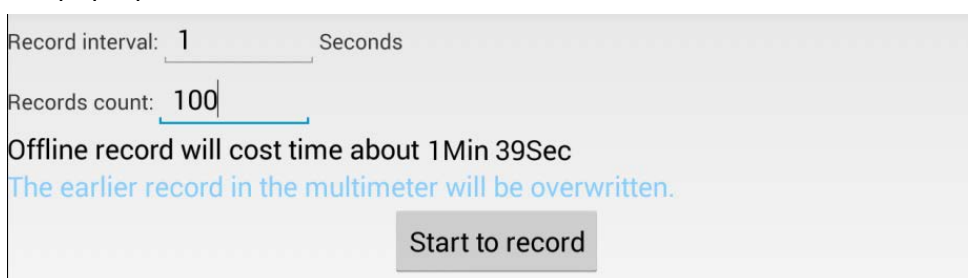 Record interval: 1 Seconds
Records count: 100
Offline record will cost time about 1Min 39Sec
The earlier record in the multimeter will be overwritten.
Start to record